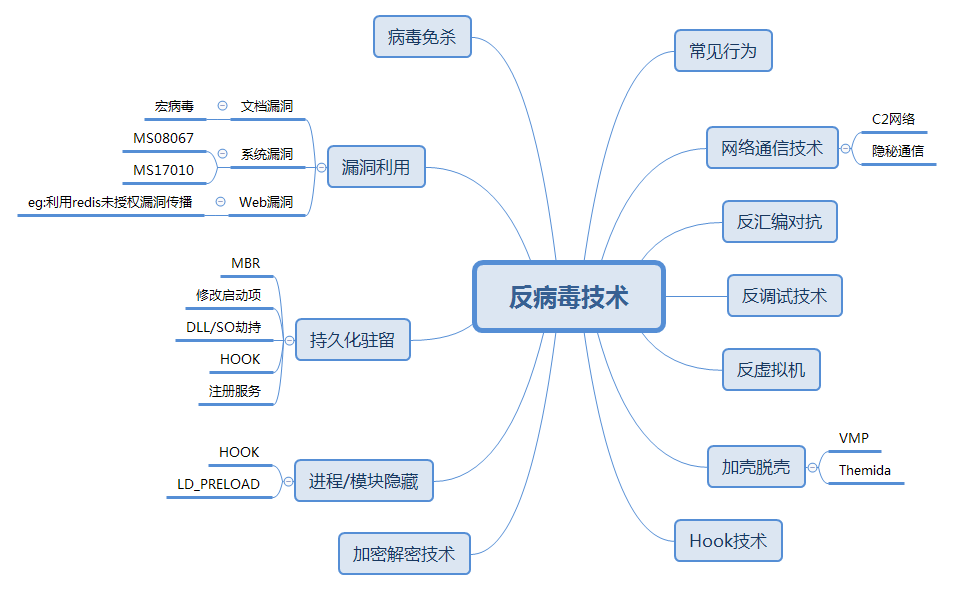 反病毒技术
常见行为
网络通信技术
C2网络
隐秘通信
反汇编对抗
反调试技术
反虚拟机
加壳脱壳
VMP
Themida
Hook技术
病毒免杀
漏洞利用
文档漏洞
宏病毒
系统漏洞
MS08067
MS17010
Web漏洞
eg:利用redis未授权漏洞传播
持久化驻留
MBR
修改启动项
DLL/SO劫持
HOOK
注册服务
进程/模块隐藏
HOOK
LD_PRELOAD
加密解密技术